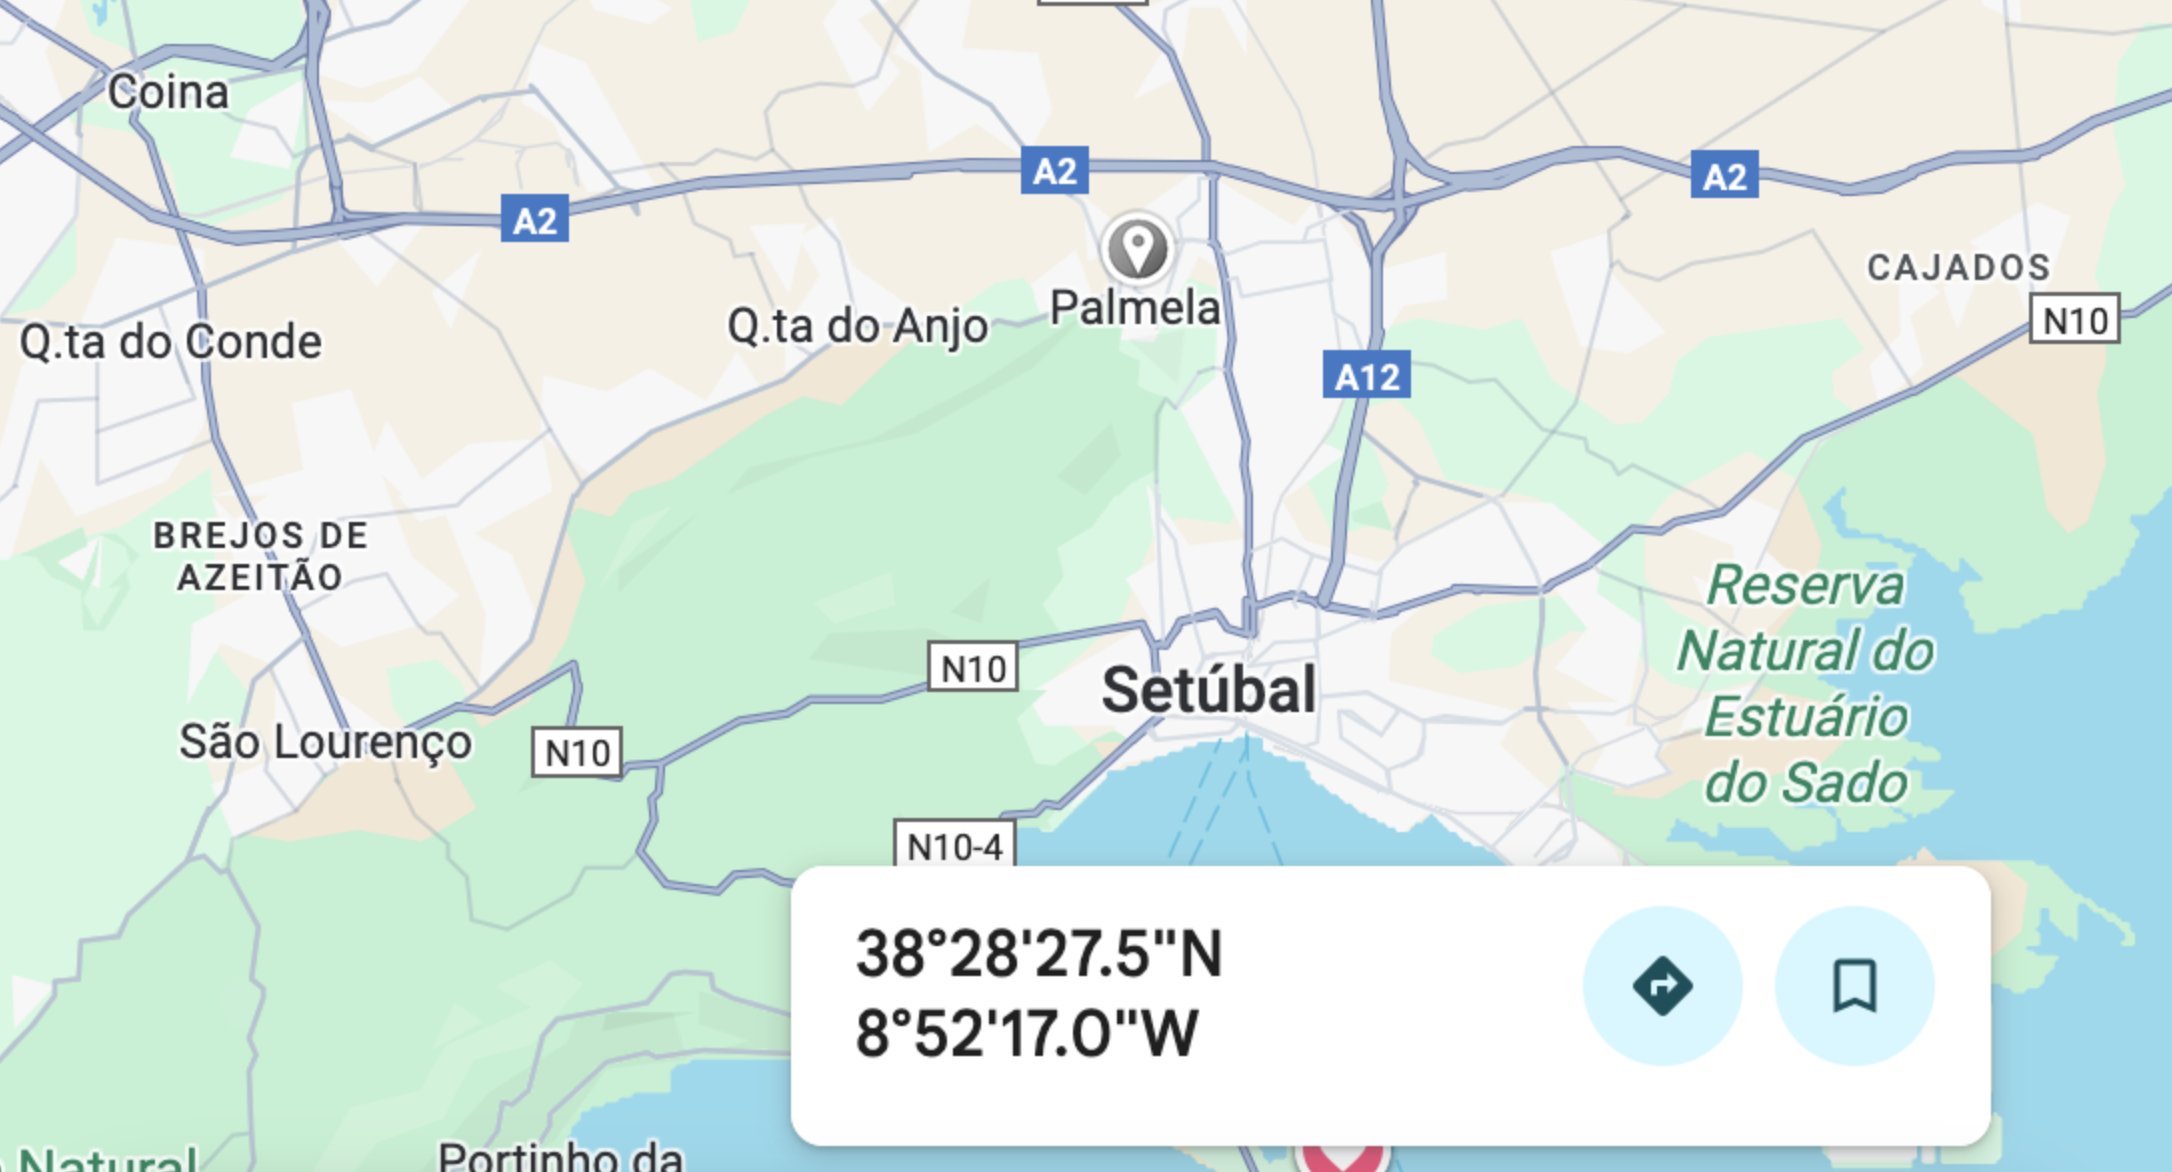 Coina
A2
A2
A2
CAJADOS
N10
Palmela
Q.ta do Anjo
Q.ta do Conde
A12
BREJOS DE
AZEITÃO
Reserva
Natural do
Estuário
do Sado
N10
Setúbal
São Lourenço
N10
N10-4
38°28'27.5"N
8°52'17.0"W
Natural
Portinho da